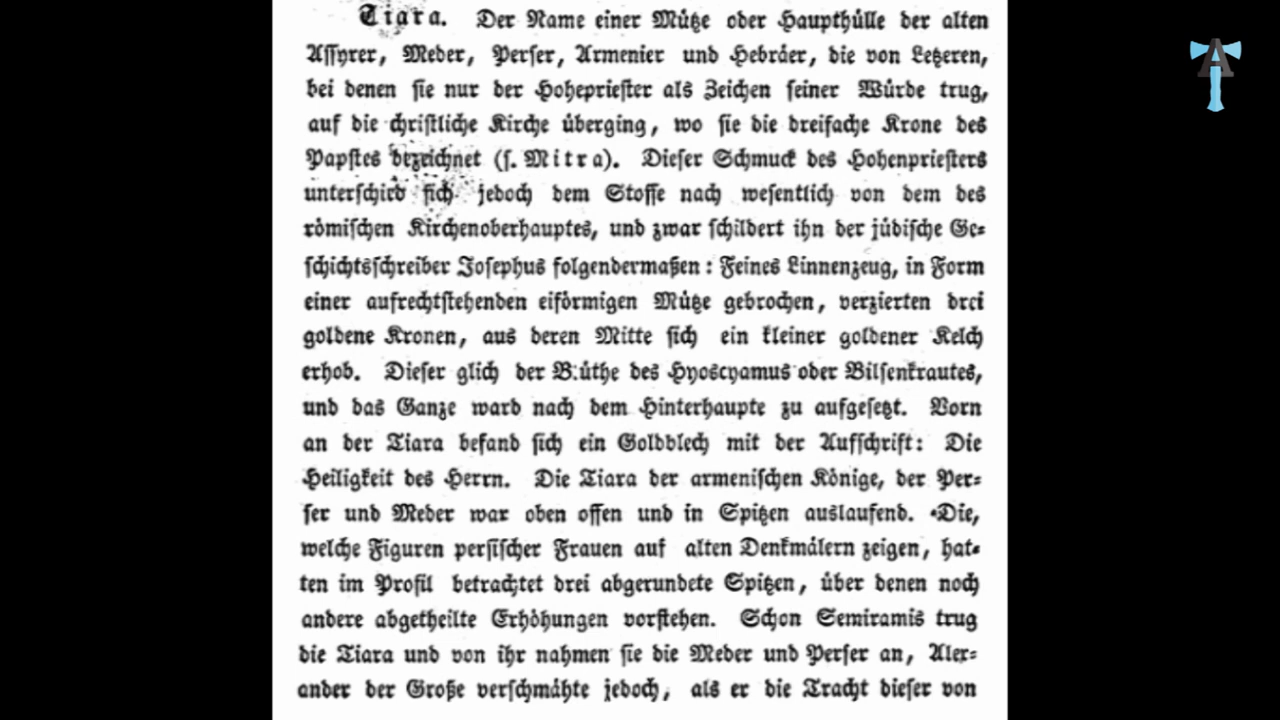 Tiara. Der Name einer Mütze oder Haupthülle der alten
Assyrer, Meder, Perser, Armenier und Hebräer, die von Letzeren,
bei denen sie nur der Hohepriester als Zeichen seiner Würde trug,
auf die christliche Kirche überging, wo sie die dreifache Krone des
Papstes bezeichnet (s. Mitra). Dieser Schmuck des Hohenpriesters
unterschied sich jedoch dem Stoffe nach wesentlich von dem des
römischen Kirchenoberhauptes, und zwar schildert ihn der jüdische Ge=
schichtsschreiber Josephus folgendermaßen: Feines Linnenzeug, in Form
einer aufrechtstehenden eiförmigen Mütze gebrochen, verzierten drei
goldene Kronen, aus deren Mitte sich ein kleiner goldener Kelch
erhob. Dieser glich der Blüthe des Hyoscyamus oder Bilsenkrautes,
und das Ganze ward nach dem Hinterhaupte zu aufgesetzt. Vorn
an der Tiara befand sich ein Goldblech mit der Aufschrift: Die
Heiligkeit des Herrn. Die Tiara der armenischen Könige, der Per=
ser und Meder war oben offen und in Spitzen auslaufend. Die,
welche Figuren persischer Frauen auf alten Denkmälern zeigen, hat=
ten im Profil betrachtet drei abgerundete Spitzen, über denen noch
andere abgetheilte Erhöhungen vorstehen. Schon Semiramis trug
die Tiara und von ihr nahmen sie die Meder und Perser an, Alex=
ander der Große verschmähte jedoch, als er die Tracht dieser von